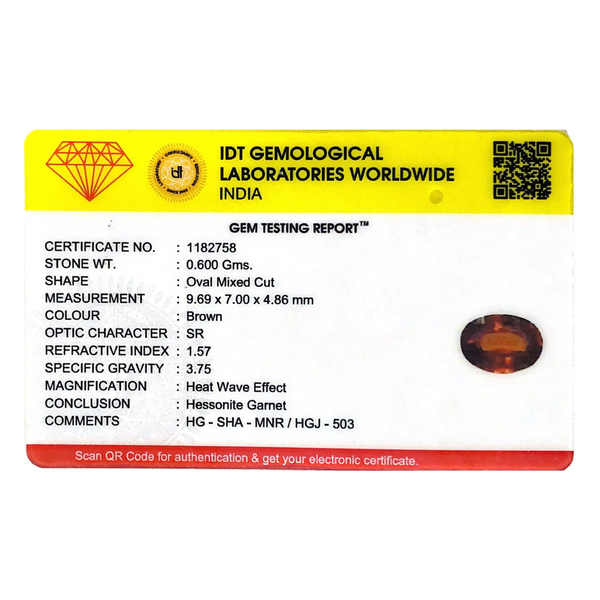 IDT GEMOLOGICAL
LABORATORIES WORLDWIDE
INDIA
GEM TESTING REPORT™
CERTIFICATE NO. : 1182758
STONE WT. : 0.600 Gms.
SHAPE : Oval Mixed Cut
MEASUREMENT : 9.69 x 7.00 x 4.86 mm
COLOUR : Brown
OPTIC CHARACTER : SR
REFRACTIVE INDEX : 1.57
SPECIFIC GRAVITY : 3.75
MAGNIFICATION : Heat Wave Effect
CONCLUSION : Hessonite Garnet
COMMENTS : HG - SHA - MNR / HGJ - 503
Scan QR Code for authentication & get your electronic certificate.